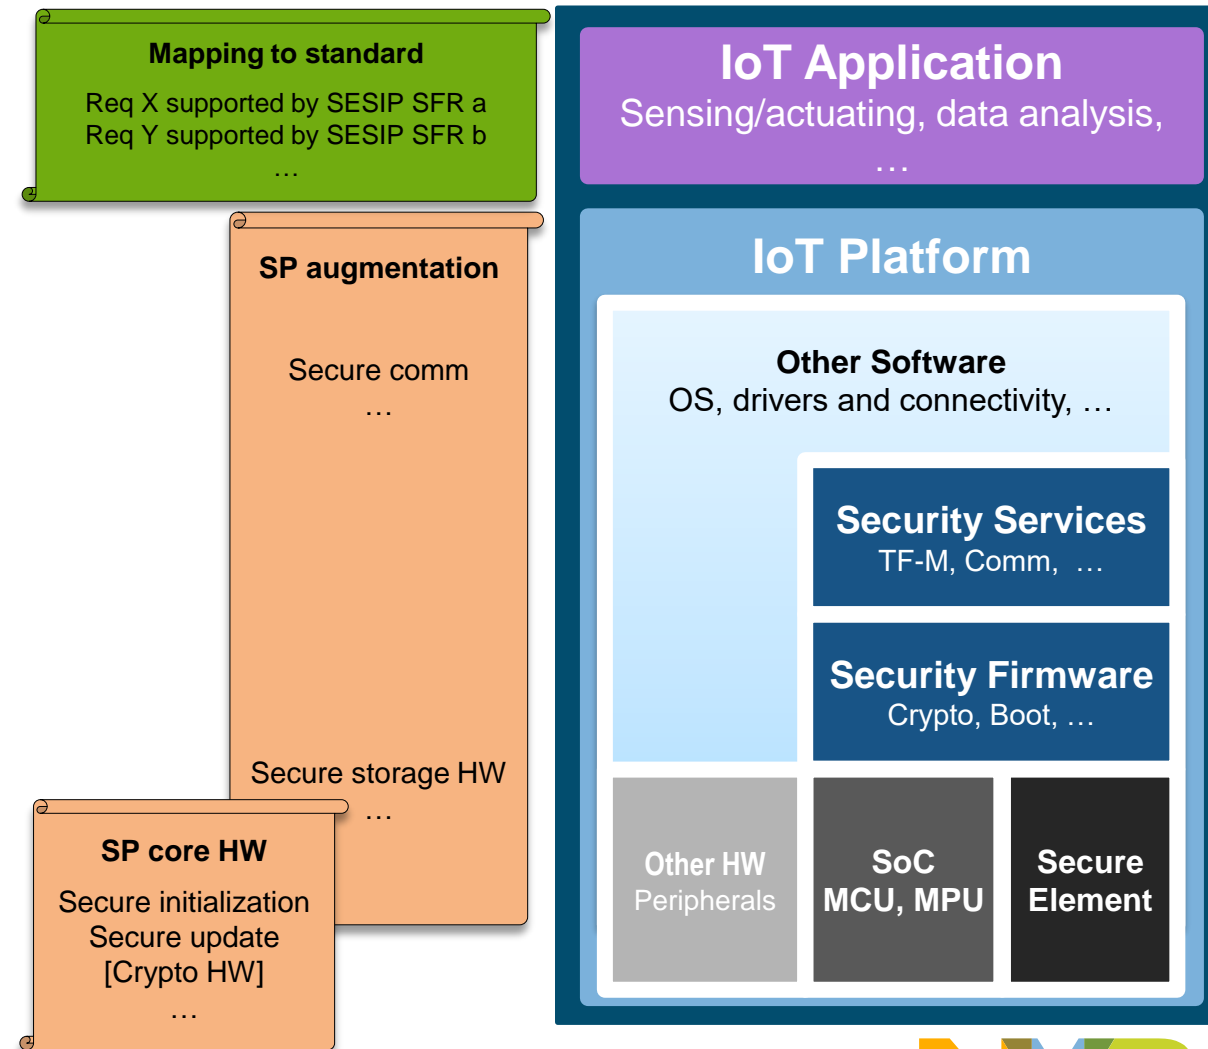 Mapping to standard
Req X supported by SESIP SFR a
Req Y supported by SESIP SFR b
…
SP augmentation
Secure comm
…
Secure storage HW
…
SP core HW
Secure initialization
Secure update
[Crypto HW]
…
IoT Application
Sensing/actuating, data analysis,
…
IoT Platform
Other Software
OS, drivers and connectivity, …
Security Services
TF-M, Comm, …
Security Firmware
Crypto, Boot, …
Other HW
Peripherals
SoC
MCU, MPU
Secure
Element